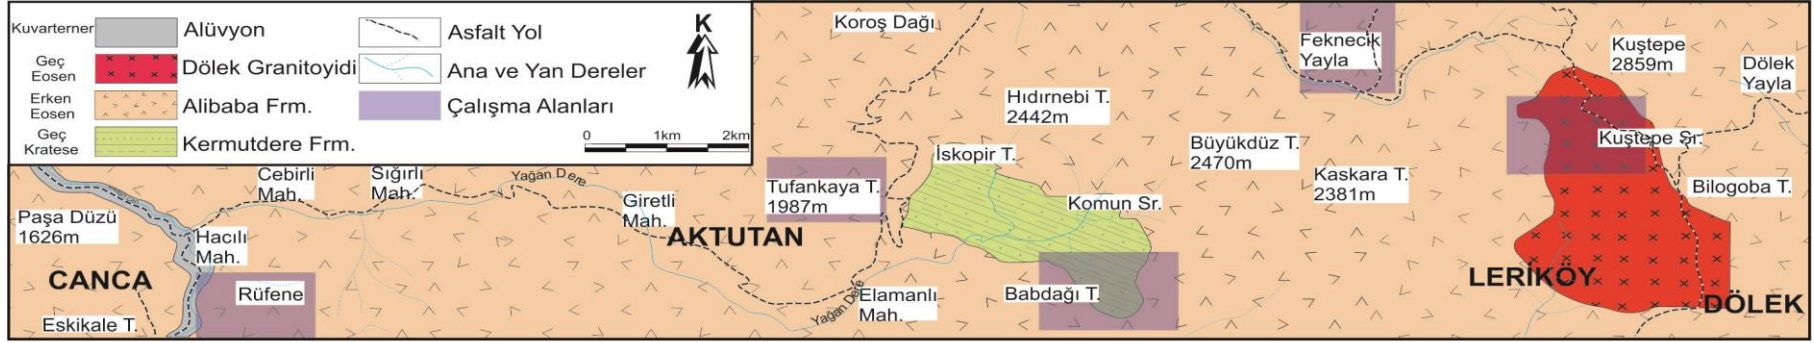 Kuvarterner
Alüvyon
Asfalt Yol
K
Geç
Eosen
Dölek Granitoyidi
Ana ve Yan Dereler
Erken
Eosen
Alibaba Frm.
Çalışma Alanları
Geç
Kratese
Kermutdere Frm.
0 1km 2km
Koroş Dağı
Feknecik
Yayla
Kuştepe
2859m
Dölek
Yayla
Hıdırnebi T.
2442m
Büyükdüz T.
2470m
Kuştepe Sr.
Kaskara T.
2381m
Bilogoba T.
İskopir T.
Komun Sr.
Tufankaya T.
1987m
Cebirli
Mah.
Sığırlı
Mah.
Yağan Dere
Giretli
Mah.
AKTUTAN
Paşa Düzü
1626m
Hacılı
Mah.
CANCA
Rüfene
Eskikale T.
Yağan Dere
Elamanlı
Mah.
Babdağı T.
LERİKÖY
DÖLEK